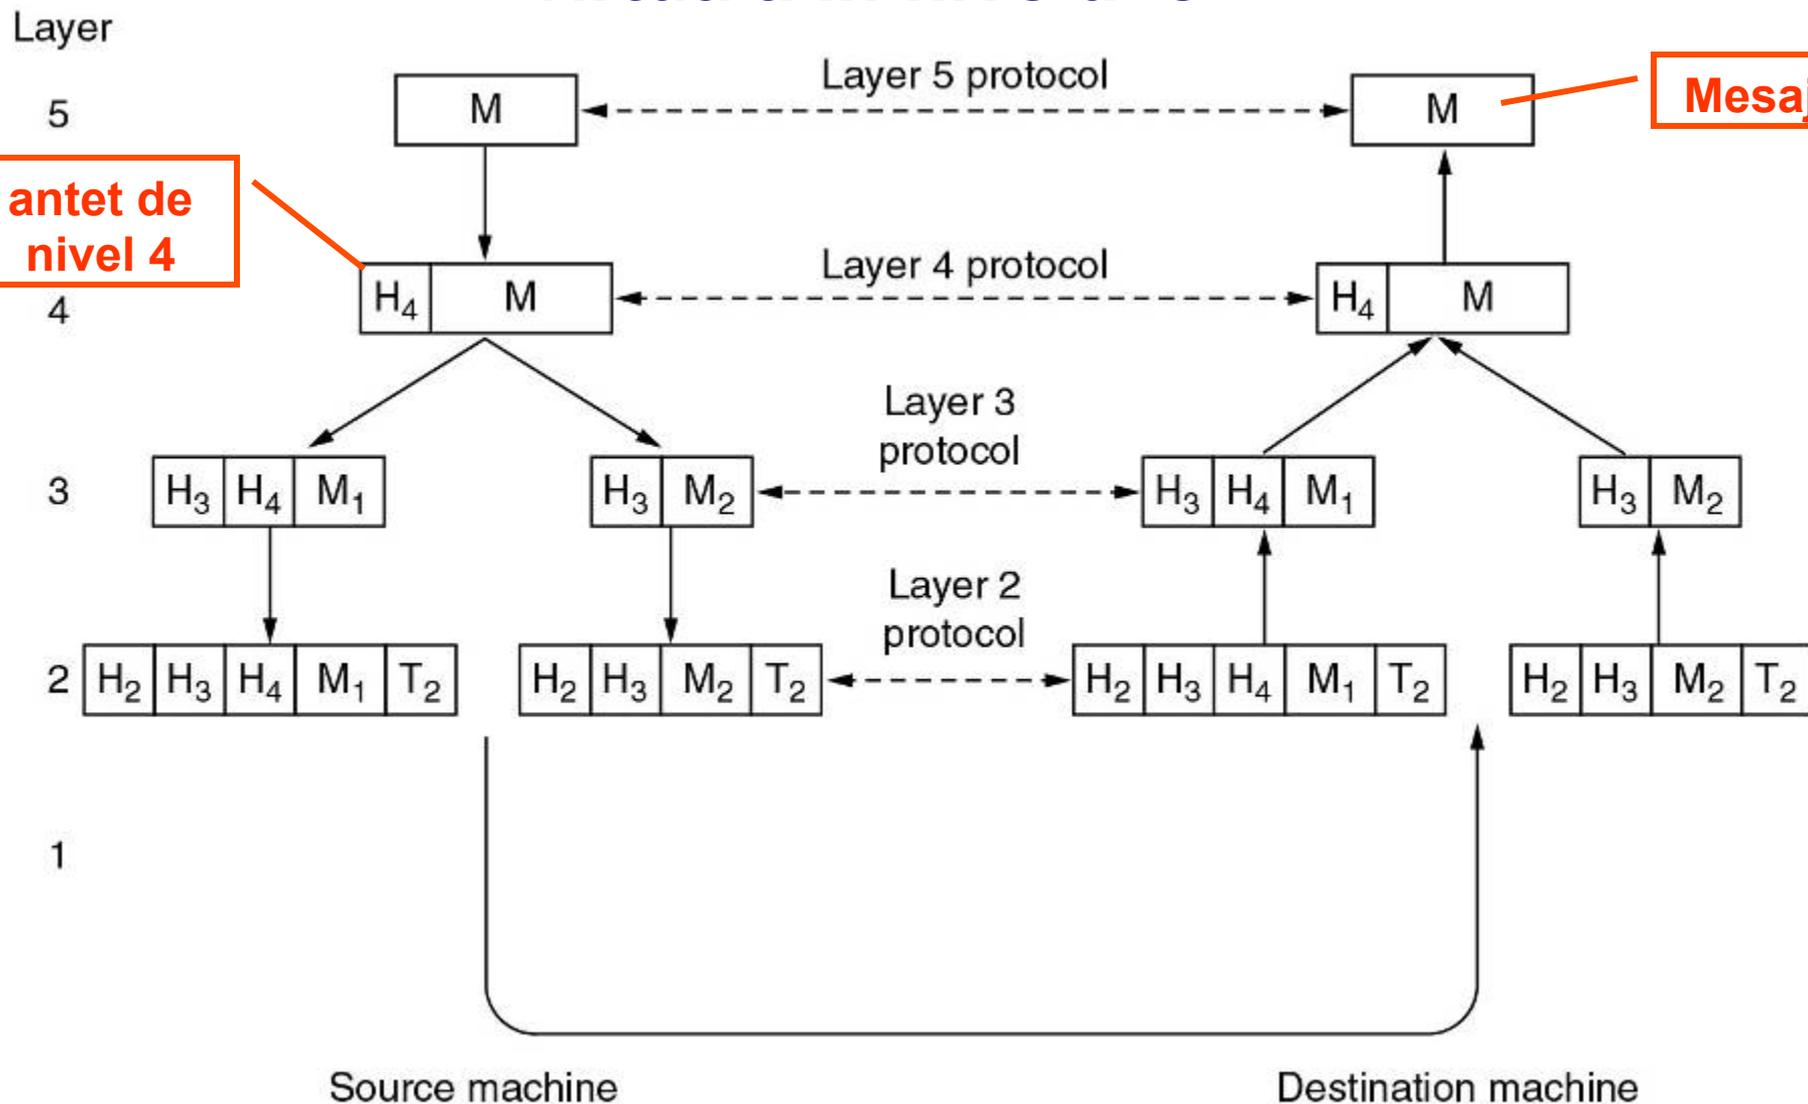 Layer
5 M Layer 5 protocol M
Mesaj
antet de
nivel 4
4 H4 M Layer 4 protocol H4 M
Layer 3
protocol
3 H3 H4 M1 H3 M2 H3 H4 M1 H3 M2
Layer 2
protocol
2 H2 H3 H4 M1 T2 H2 H3 M2 T2 H2 H3 H4 M1 T2 H2 H3 M2 T2
1
Source machine Destination machine